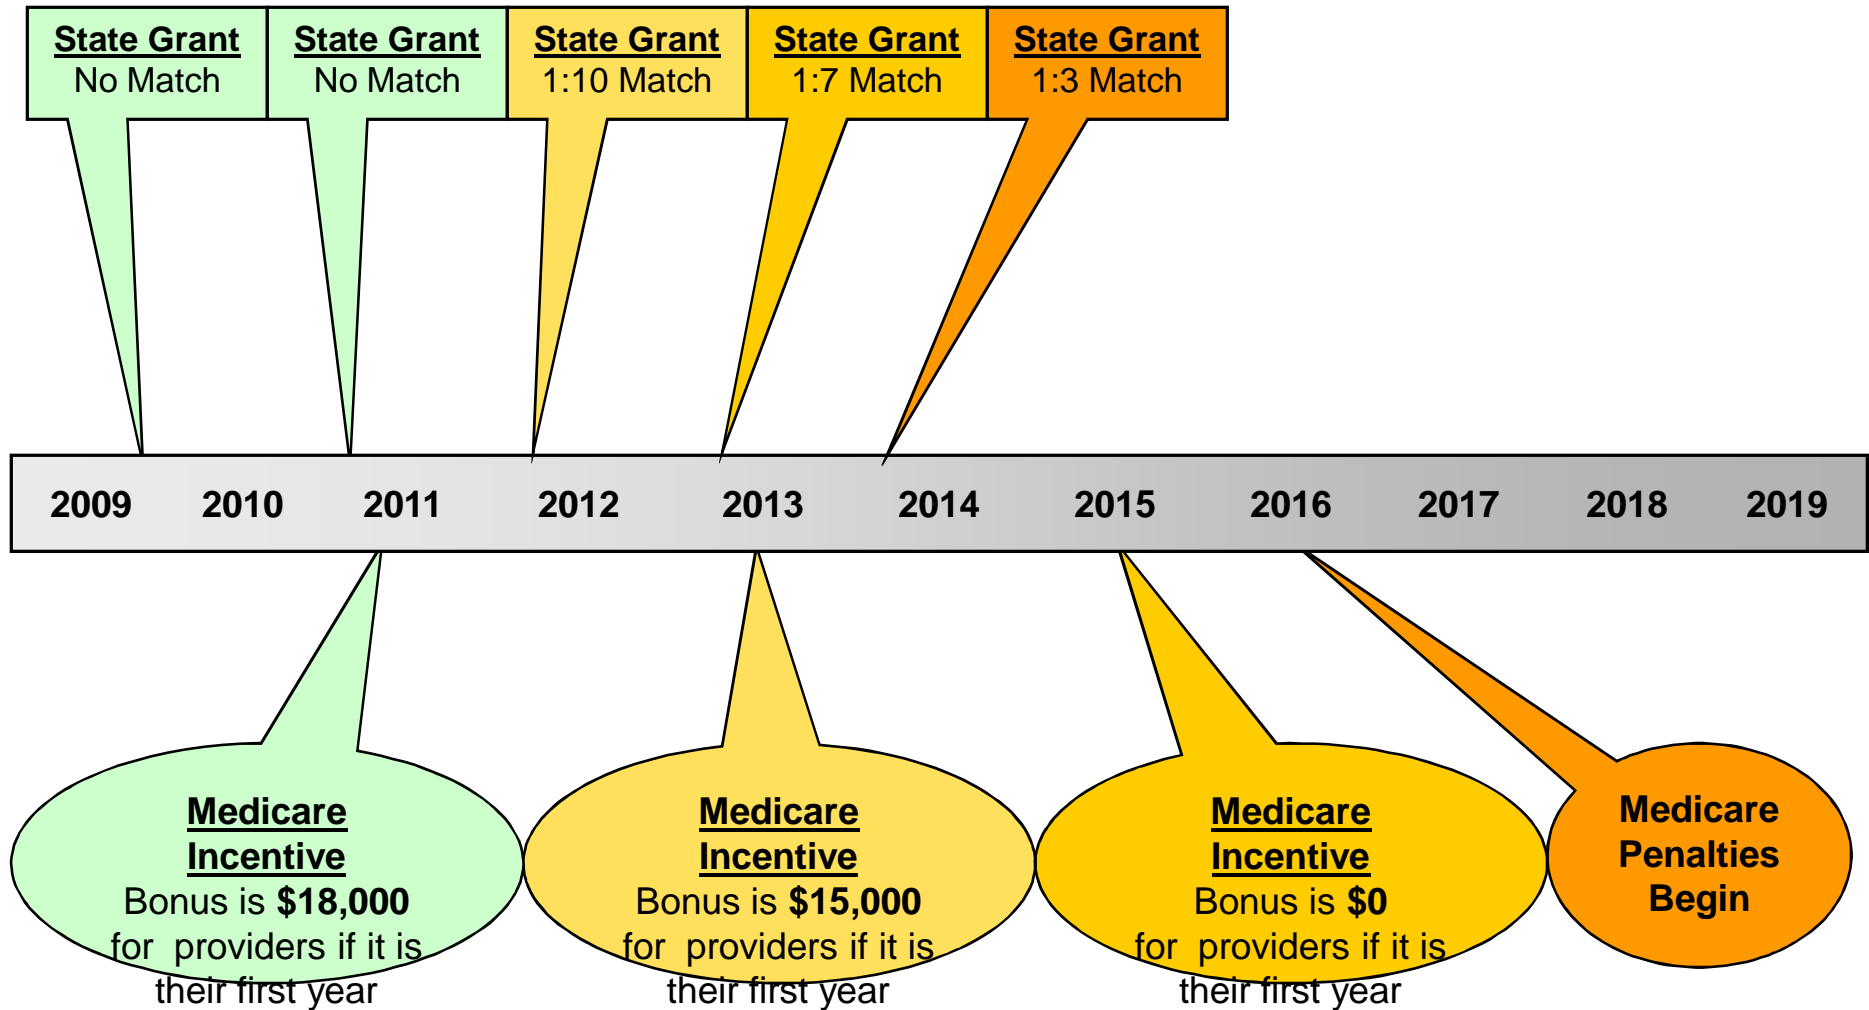 State Grant
No Match
State Grant
No Match
State Grant
1:10 Match
State Grant
1:7 Match
State Grant
1:3 Match
2009 2010 2011 2012 2013 2014 2015 2016 2017 2018 2019
Medicare
Incentive
Bonus is $18,000
for providers if it is
their first year
Medicare
Incentive
Bonus is $15,000
for providers if it is
their first year
Medicare
Incentive
Bonus is $0
for providers if it is
their first year
Medicare
Penalties
Begin